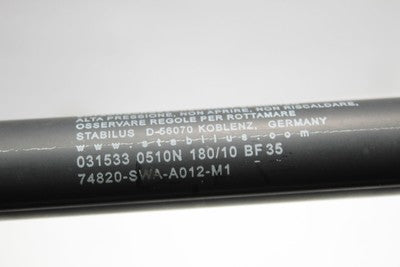 ALTA PRESSIONE, NON APRIRE, NON RISCALDARE,
OSSERVARE REGOLE PER ROTTAMARE
STABILUS D-56070 KOBLENZ, GERMANY
www.stabilus.com
031533 0510N 180/10 BF35
74820-SWA-A012-M1